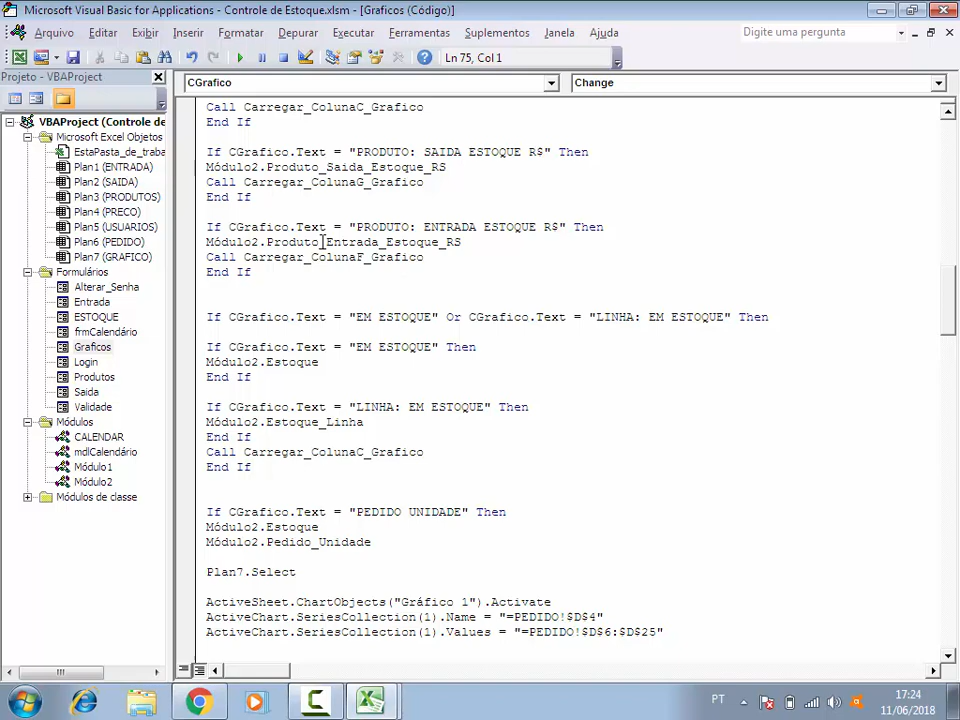 Microsoft Visual Basic for Applications - Controle de Estoque.xlsm - [Graficos (Código)]
Arquivo Editar Exibir Inserir Formatar Depurar Executar Ferramentas Suplementos Janela Ajuda Digite uma pergunta
Ln 75, Col 1
Projeto - VBAProject
CGrafico Change
VBAProject (Controle de
Microsoft Excel Objetos
EstaPasta_de_traba
Plan1 (ENTRADA)
Plan2 (SAIDA)
Plan3 (PRODUTOS)
Plan4 (PRECO)
Plan5 (USUARIOS)
Plan6 (PEDIDO)
Plan7 (GRAFICO)
Formulários
Alterar_Senha
Entrada
ESTOQUE
frmCalendário
Graficos
Login
Produtos
Saida
Validade
Módulos
CALENDAR
mdlCalendário
Módulo1
Módulo2
Módulos de classe
Call Carregar_ColunaC_Grafico
End If
If CGrafico.Text = "PRODUTO: SAIDA ESTOQUE R$" Then
Módulo2.Produto_Saida_Estoque_RS
Call Carregar_ColunaG_Grafico
End If
If CGrafico.Text = "PRODUTO: ENTRADA ESTOQUE R$" Then
Módulo2.Produto_Entrada_Estoque_RS
Call Carregar_ColunaF_Grafico
End If
If CGrafico.Text = "EM ESTOQUE" Or CGrafico.Text = "LINHA: EM ESTOQUE" Then
If CGrafico.Text = "EM ESTOQUE" Then
Módulo2.Estoque
End If
If CGrafico.Text = "LINHA: EM ESTOQUE" Then
Módulo2.Estoque_Linha
End If
Call Carregar_ColunaC_Grafico
End If
If CGrafico.Text = "PEDIDO UNIDADE" Then
Módulo2.Estoque
Módulo2.Pedido_Unidade
Plan7.Select
ActiveSheet.ChartObjects("Gráfico 1").Activate
ActiveChart.SeriesCollection(1).Name = "=PEDIDO!$D$4"
ActiveChart.SeriesCollection(1).Values = "=PEDIDO!$D$6:$D$25"
PT
17:24
11/06/2018